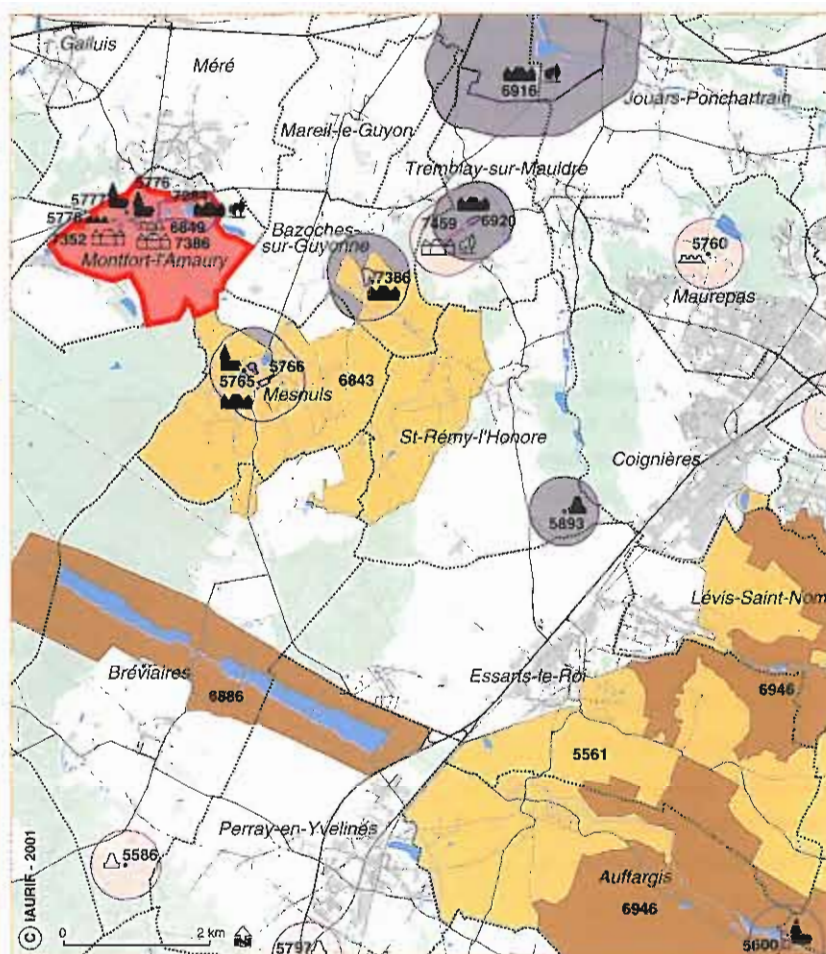 Galluis
Méré
6916
Jouars-Ponchartrain
Mareil-le-Guyon
Tremblay-sur-Mauldre
5776
5778
6849
7352
7386
Montfort-l'Amaury
Bazoches-
sur-Guyonne
7459
6920
5760
Maurepas
7386
5765
5766
6843
Mesnuls
St-Rémy-l'Honore
Coignières
5893
Lévis-Saint-Nom
Bréviaires
6886
Essarts-le-Roi
6946
5561
Perray-en-Yvelines
5586
Auffargis
6946
5797
5600
© IAURIF - 2001
0 2 km